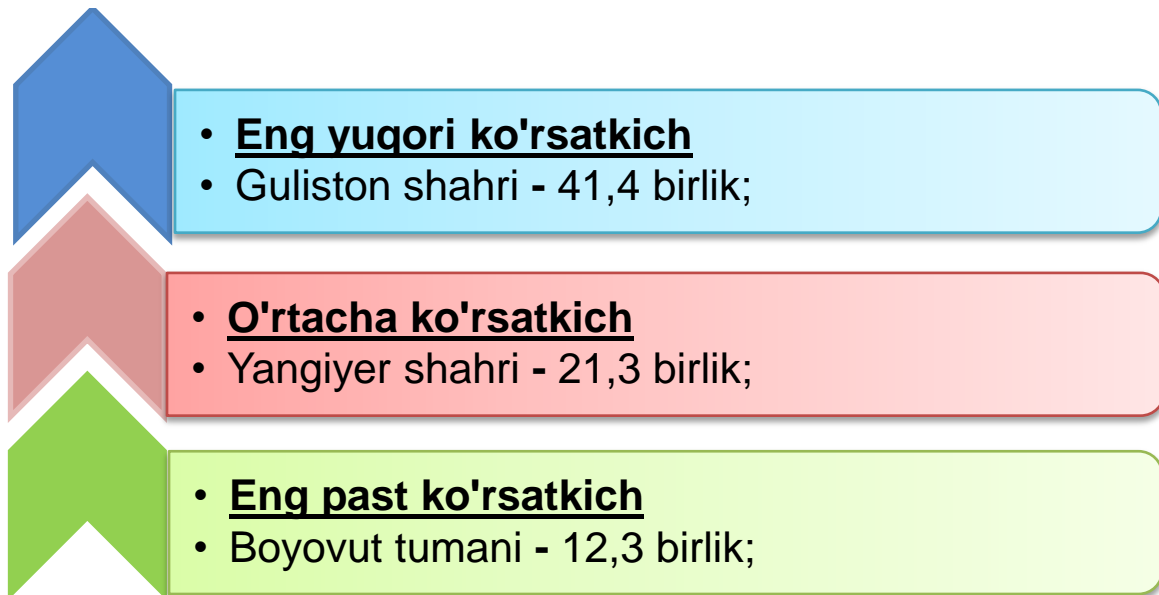 • Eng yuqori ko'rsatkich
• Guliston shahri - 41,4 birlik;
• O'rtacha ko'rsatkich
• Yangiyer shahri - 21,3 birlik;
• Eng past ko'rsatkich
• Boyovut tumani - 12,3 birlik;